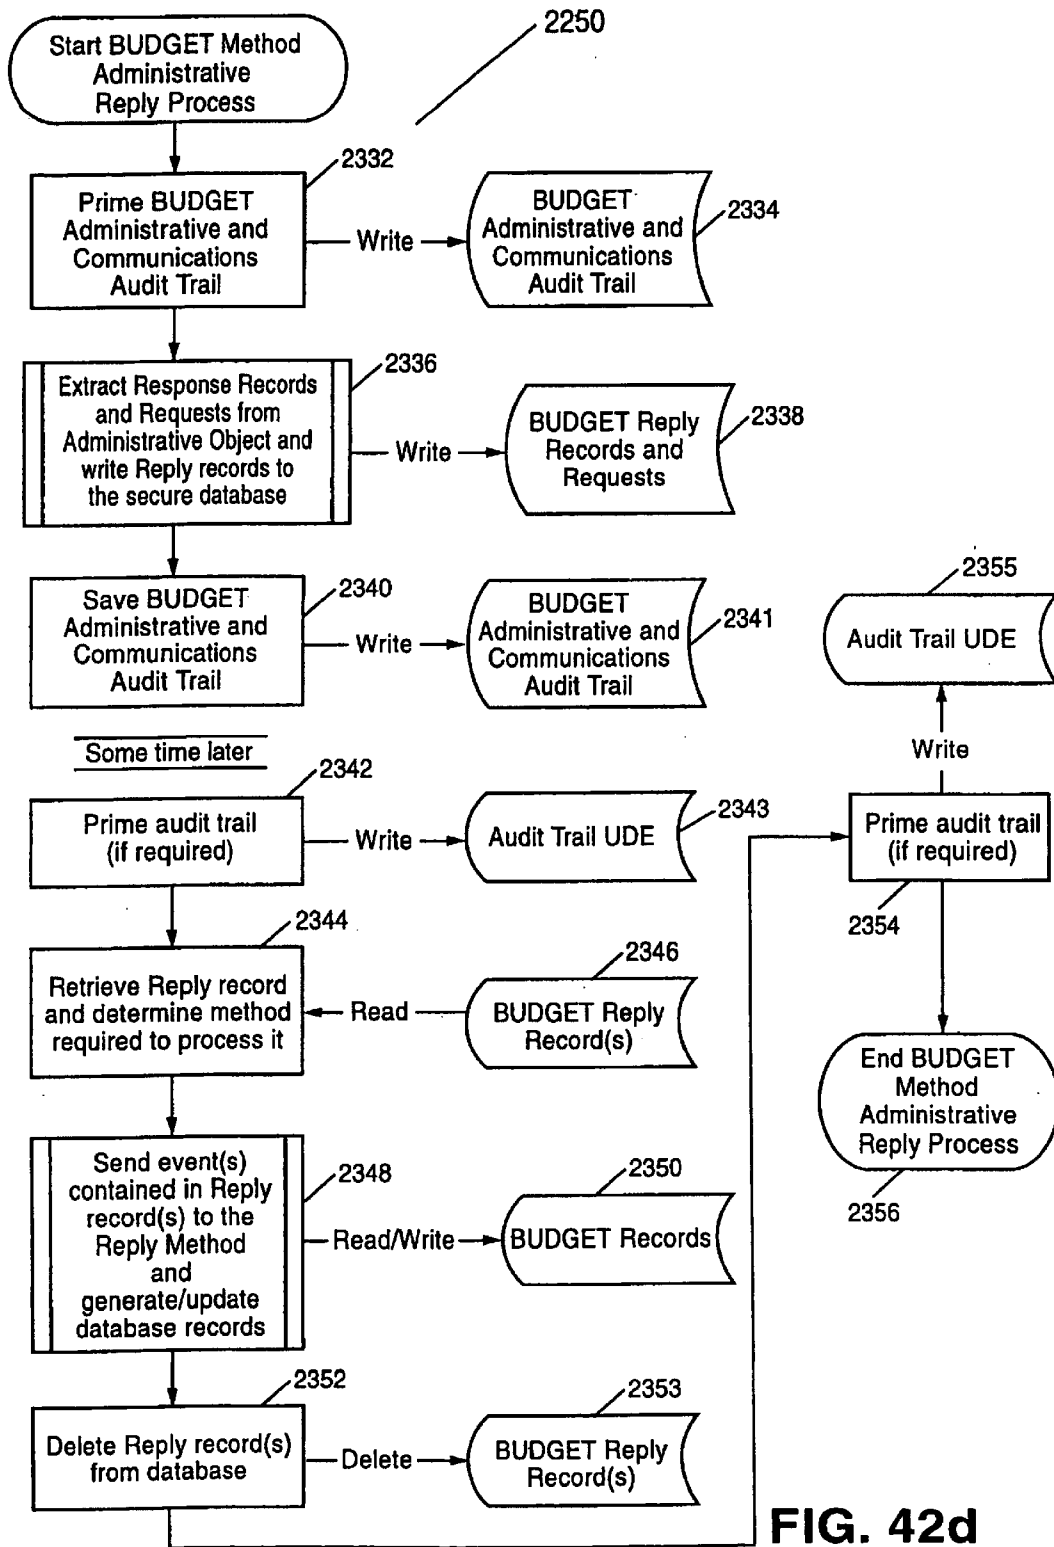 2250
Start BUDGET Method
Administrative
Reply Process
2332
Prime BUDGET
Administrative and
Communications
Audit Trail
Write
BUDGET
Administrative and
Communications
Audit Trail
2334
2336
Extract Response Records
and Requests from
Administrative Object and
write Reply records to
the secure database
Write
BUDGET Reply
Records and
Requests
2338
2340
Save BUDGET
Administrative and
Communications
Audit Trail
Write
BUDGET
Administrative and
Communications
Audit Trail
2341
Some time later
2342
Prime audit trail
(if required)
Write
Audit Trail UDE
2343
2344
Retrieve Reply record
and determine method
required to process it
Read
2346
BUDGET Reply
Record(s)
2348
Send event(s)
contained in Reply
record(s) to the
Reply Method
and
generate/update
database records
Read/Write
2350
BUDGET Records
2352
Delete Reply record(s)
from database
Delete
2353
BUDGET Reply
Record(s)
2355
Audit Trail UDE
Write
Prime audit trail
(if required)
2354
End BUDGET
Method
Administrative
Reply Process
2356
FIG. 42d